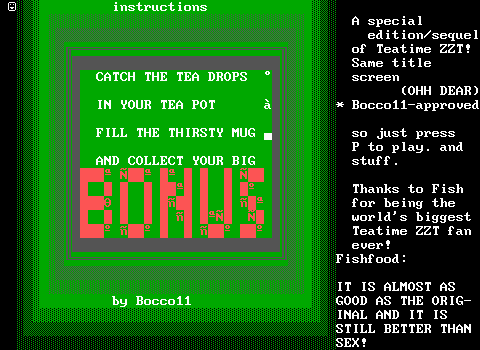 instructions
CATCH THE TEA DROPS
IN YOUR TEA POT
FILL THE THIRSTY MUG
AND COLLECT YOUR BIG
BONUS
by Bocco11
A special
edition/sequel
of Teatime ZZT!
Same title
screen
(OHH DEAR)
* Bocco11-approved
so just press
P to play. and
stuff.
Thanks to Fish
for being the
world's biggest
Teatime ZZT fan
ever!
Fishfood:
IT IS ALMOST AS
GOOD AS THE ORIG-
INAL AND IT IS
STILL BETTER THAN
SEX!